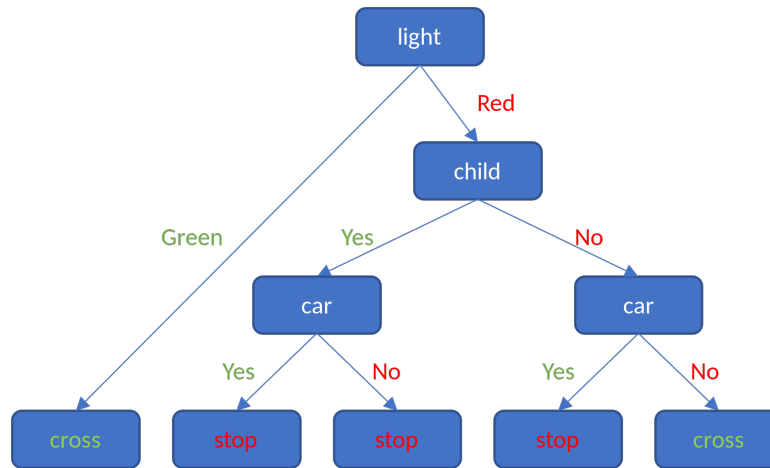 light
Red
child
Green
Yes
No
car
car
Yes
No
Yes
No
cross
stop
stop
stop
cross